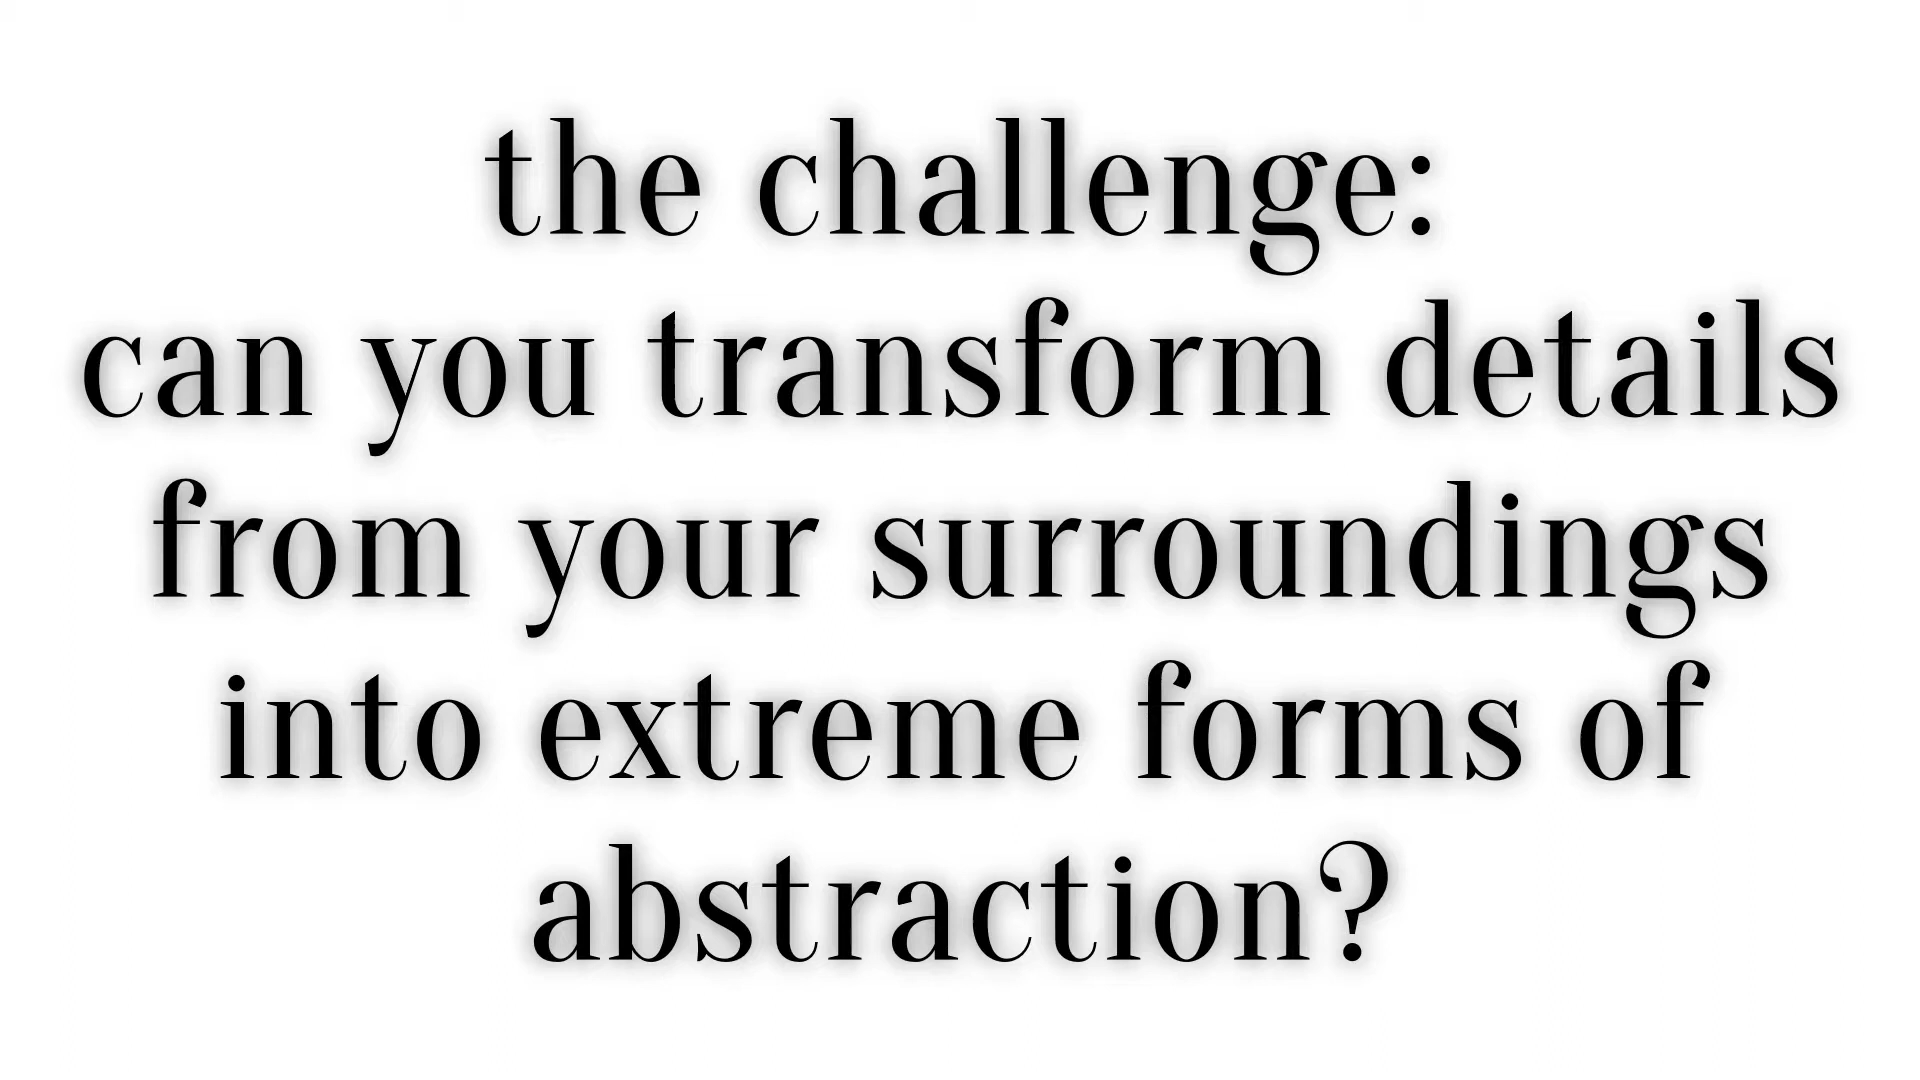 the challenge:
can you transform details
from your surroundings
into extreme forms of
abstraction?